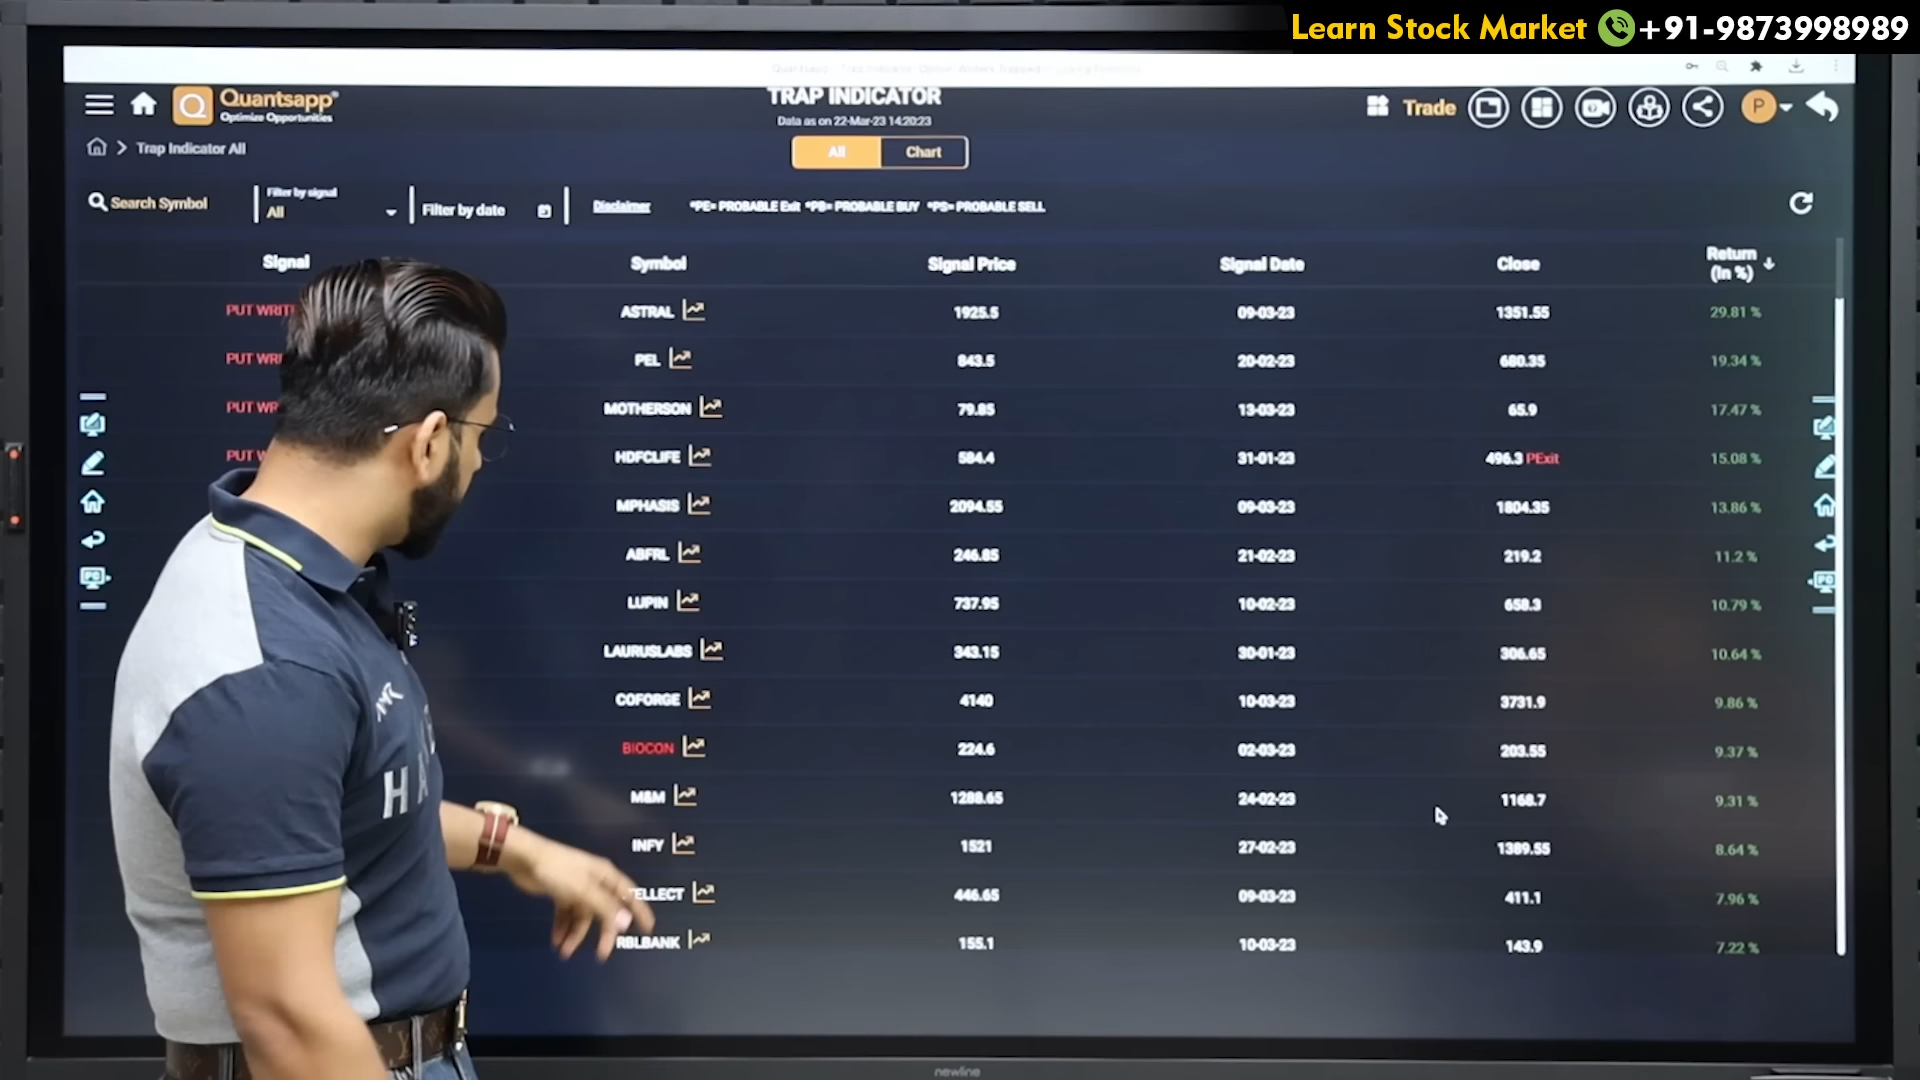 Learn Stock Market +91-9873998989
TRAP INDICATOR
Quantsapp
Optimize Opportunities
Data as on 22-Mar-23 14:20:23
Trade
P
Trap Indicator All
All Chart
Search Symbol
Filter by signal
All
Filter by date
Disclaimer
*PE= PROBABLE Exit *PB= PROBABLE BUY *PS= PROBABLE SELL
Signal Symbol Signal Price Signal Date Close Return (In %)
PUT WRIT ASTRAL 1925.5 09-03-23 1351.55 29.81 %
PUT WRI PEL 843.5 20-02-23 680.35 19.34 %
PUT WR MOTHERSON 79.85 13-03-23 65.9 17.47 %
PUT W HDFCLIFE 584.4 31-01-23 496.3 PExit 15.08 %
MPHASIS 2094.55 09-03-23 1804.35 13.86 %
ABFRL 246.85 21-02-23 219.2 11.2 %
LUPIN 737.95 10-02-23 658.3 10.79 %
LAURUSLABS 343.15 30-01-23 306.65 10.64 %
COFORGE 4140 10-03-23 3731.9 9.86 %
BIOCON 224.6 02-03-23 203.55 9.37 %
M&M 1288.65 24-02-23 1168.7 9.31 %
INFY 1521 27-02-23 1389.55 8.64 %
ELLECT 446.65 09-03-23 411.1 7.96 %
RBLBANK 155.1 10-03-23 143.9 7.22 %
HA
newline